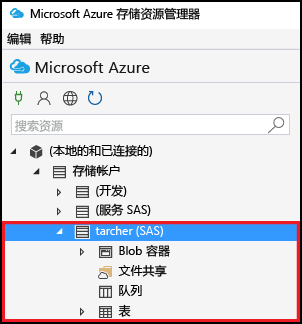 Microsoft Azure 存储资源管理器
编辑 帮助
Microsoft Azure
搜索资源
(本地的和已连接的)
存储帐户
(开发)
(服务 SAS)
tarcher (SAS)
Blob 容器
文件共享
队列
表